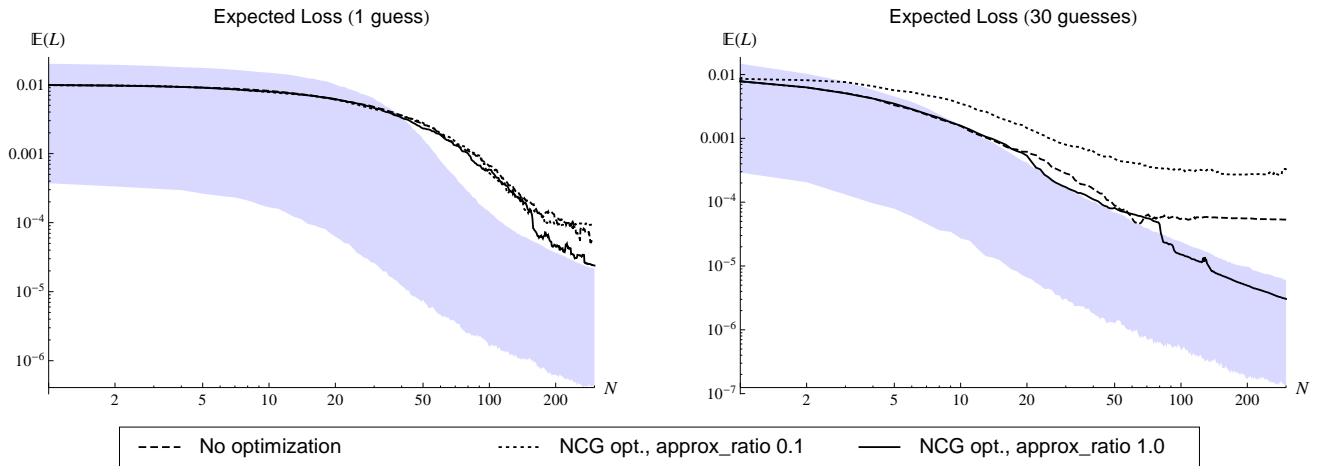 Expected Loss (1 guess)
𝔼(L)
0.01
0.001
10⁻⁴
10⁻⁵
10⁻⁶
2 5 10 20 50 100 200 N
Expected Loss (30 guesses)
𝔼(L)
0.01
0.001
10⁻⁴
10⁻⁵
10⁻⁶
10⁻⁷
2 5 10 20 50 100 200 N
No optimization NCG opt., approx_ratio 0.1 NCG opt., approx_ratio 1.0